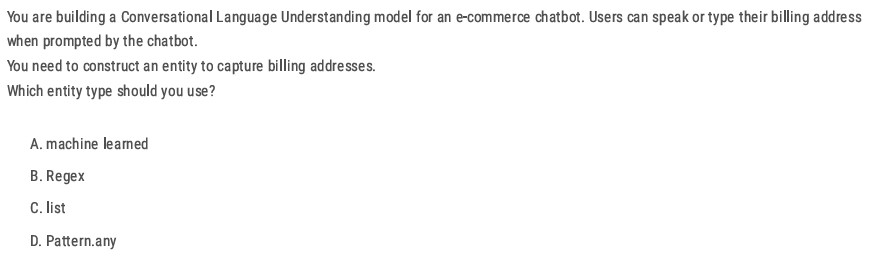 You are building a Conversational Language Understanding model for an e-commerce chatbot. Users can speak or type their billing address
when prompted by the chatbot.
You need to construct an entity to capture billing addresses.
Which entity type should you use?
A. machine learned
B. Regex
C. list
D. Pattern.any